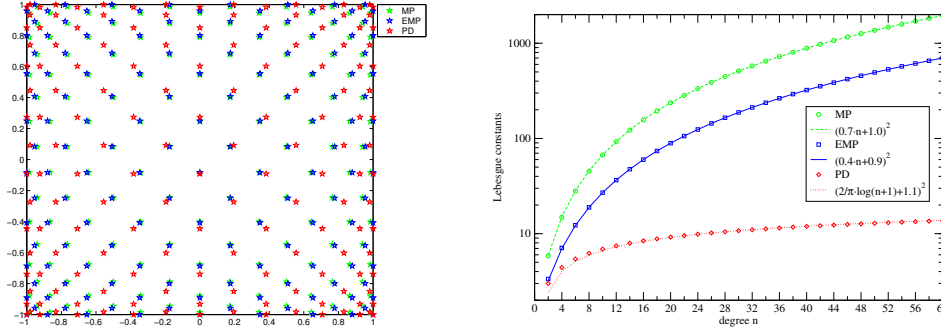 MP
EMP
PD
1
0.8
0.6
0.4
0.2
0
−0.2
−0.4
−0.6
−0.8
−1
−1 −0.8 −0.6 −0.4 −0.2 0 0.2 0.4 0.6 0.8 1
Lebesgue constants
1000
100
10
MP
(0.7·n+1.0)²
EMP
(0.4·n+0.9)²
PD
(2/π·log(n+1)+1.1)²
0 4 8 12 16 20 24 28 32 36 40 44 48 52 56
degree n